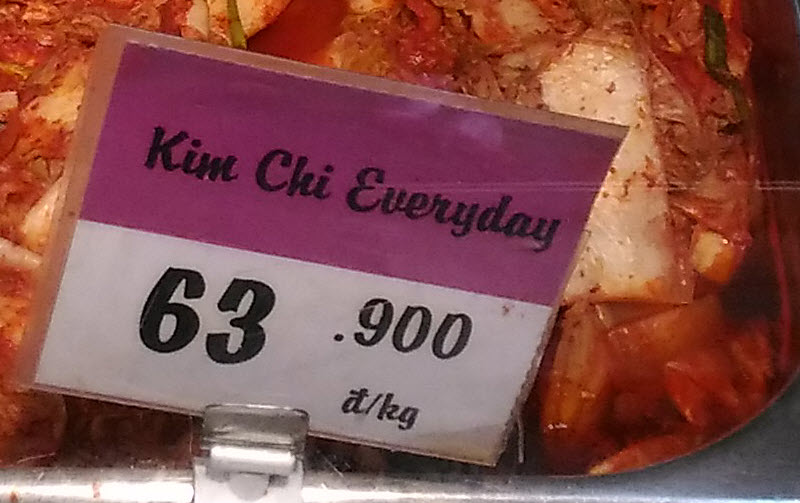 Kim Chi Everyday
63 .900
đ/kg